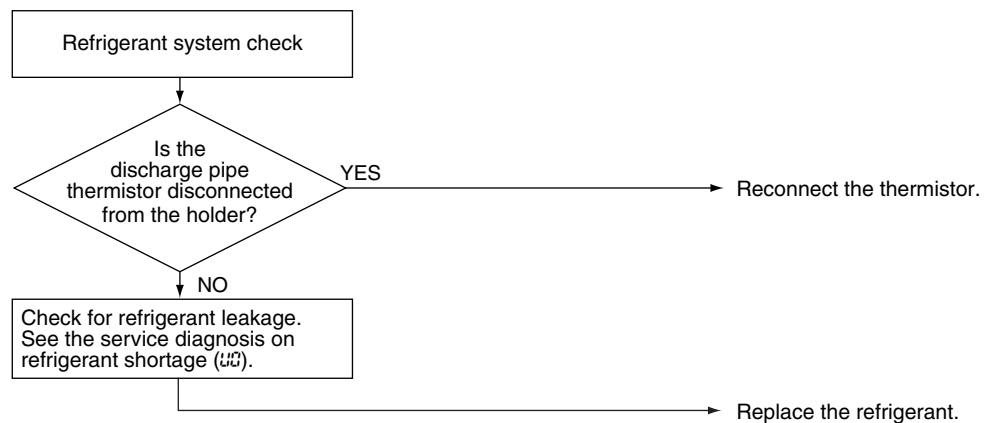 Refrigerant system check
Is the
discharge pipe
thermistor disconnected
from the holder?
YES
Reconnect the thermistor.
NO
Check for refrigerant leakage.
See the service diagnosis on
refrigerant shortage (U0).
Replace the refrigerant.